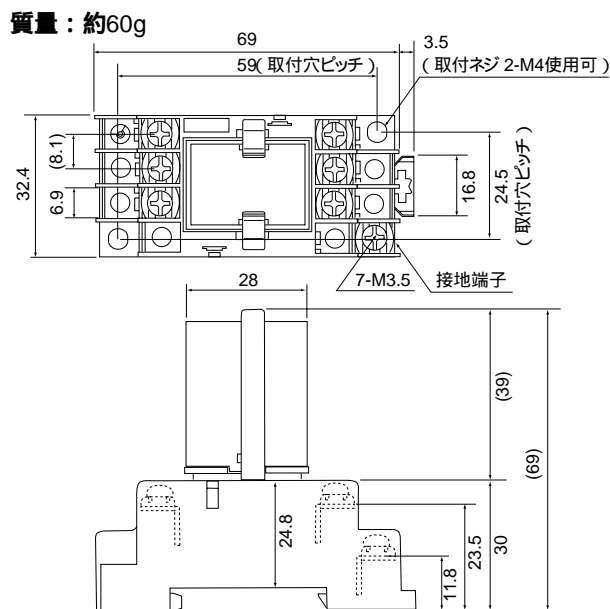 質量：約60g
69
3.5
59(取付穴ピッチ)
(取付ネジ 2-M4使用可)
32.4
(8.1)
6.9
16.8
24.5
(取付穴ピッチ)
7-M3.5
接地端子
28
(39)
(69)
24.8
11.8
23.5
30